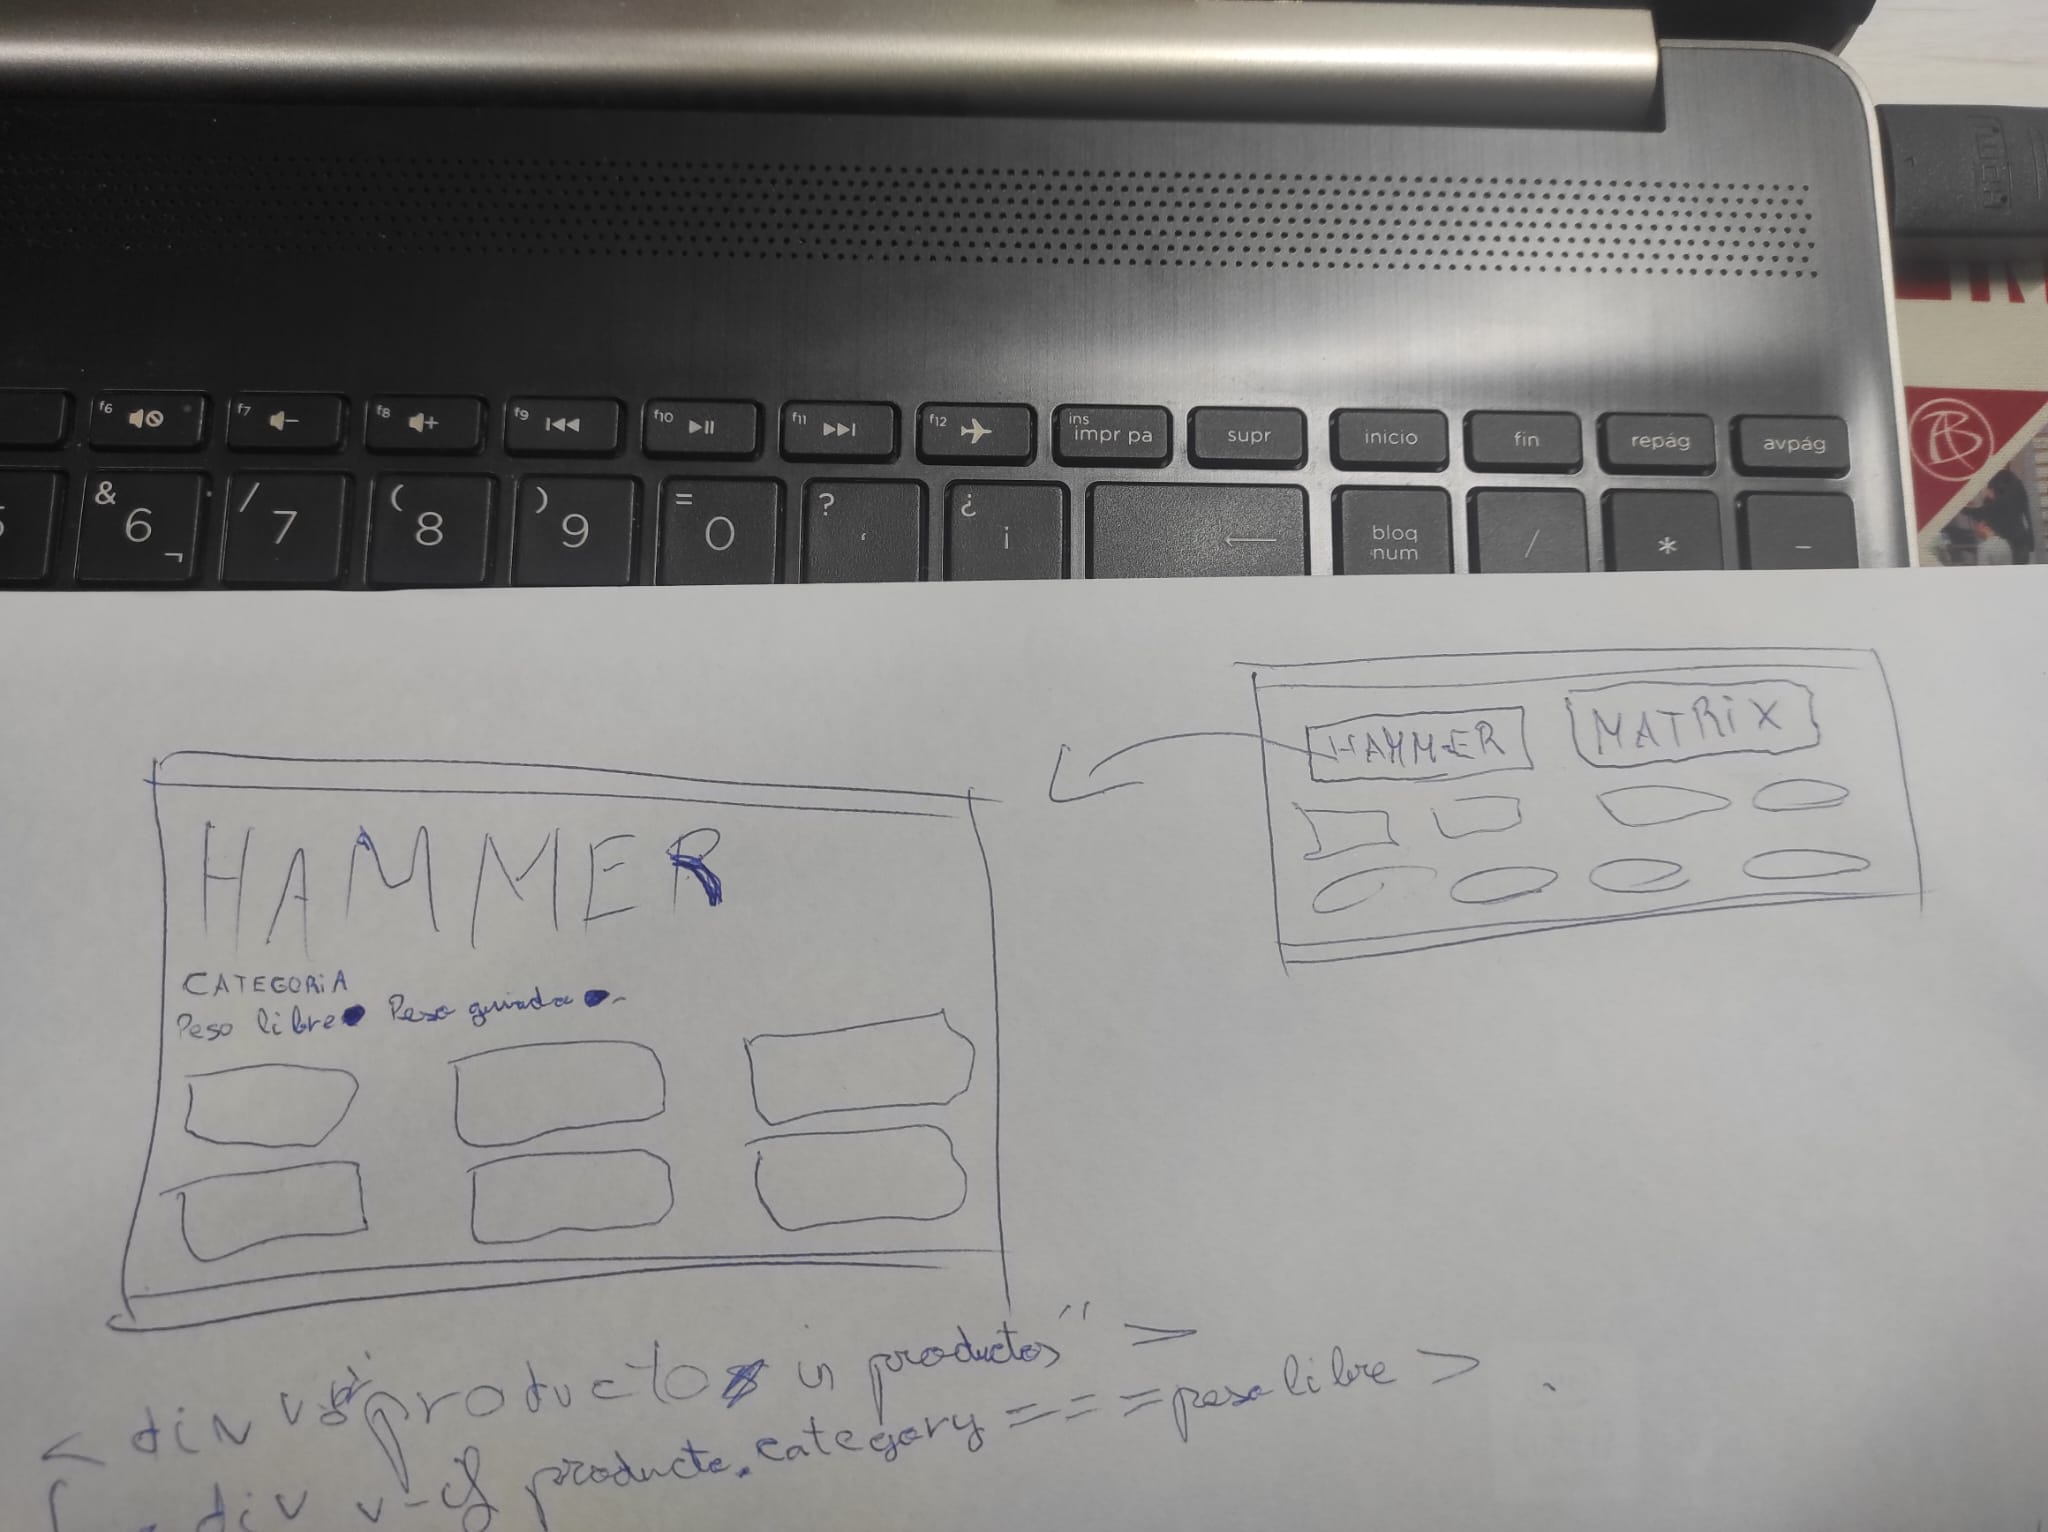 f6 f7 f8 f9 f10 f11 f12 ins impr pa supr inicio fin repág avpág
& 6 ¬ / 7 ( 8 ) 9 = 0 ? ' ¿ ¡ ← bloq num / * -
HAMMER MATRiX
HAMMER
CATEGORiA
Peso libre Peso guiada
< div producto in productos" >
div v-if producto.category === peso libre >